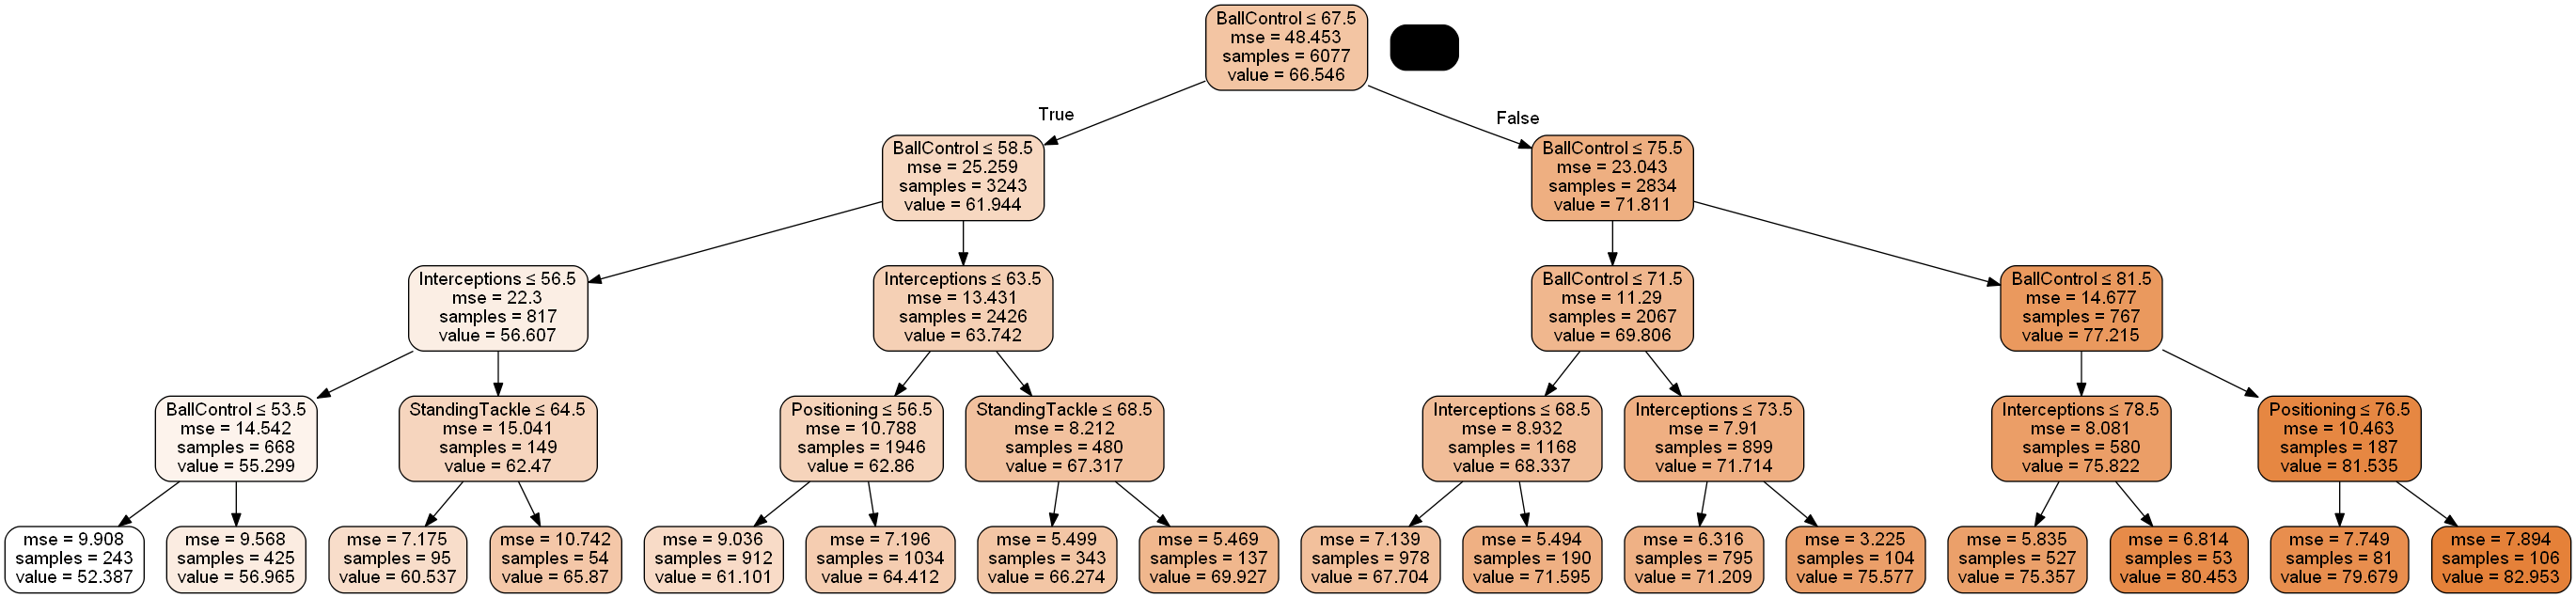 BallControl ≤ 67.5
mse = 48.453
samples = 6077
value = 66.546
True
False
BallControl ≤ 58.5
mse = 25.259
samples = 3243
value = 61.944
BallControl ≤ 75.5
mse = 23.043
samples = 2834
value = 71.811
Interceptions ≤ 56.5
mse = 22.3
samples = 817
value = 56.607
Interceptions ≤ 63.5
mse = 13.431
samples = 2426
value = 63.742
BallControl ≤ 71.5
mse = 11.29
samples = 2067
value = 69.806
BallControl ≤ 81.5
mse = 14.677
samples = 767
value = 77.215
BallControl ≤ 53.5
mse = 14.542
samples = 668
value = 55.299
StandingTackle ≤ 64.5
mse = 15.041
samples = 149
value = 62.47
Positioning ≤ 56.5
mse = 10.788
samples = 1946
value = 62.86
StandingTackle ≤ 68.5
mse = 8.212
samples = 480
value = 67.317
Interceptions ≤ 68.5
mse = 8.932
samples = 1168
value = 68.337
Interceptions ≤ 73.5
mse = 7.91
samples = 899
value = 71.714
Interceptions ≤ 78.5
mse = 8.081
samples = 580
value = 75.822
Positioning ≤ 76.5
mse = 10.463
samples = 187
value = 81.535
mse = 9.908
samples = 243
value = 52.387
mse = 9.568
samples = 425
value = 56.965
mse = 7.175
samples = 95
value = 60.537
mse = 10.742
samples = 54
value = 65.87
mse = 9.036
samples = 912
value = 61.101
mse = 7.196
samples = 1034
value = 64.412
mse = 5.499
samples = 343
value = 66.274
mse = 5.469
samples = 137
value = 69.927
mse = 7.139
samples = 978
value = 67.704
mse = 5.494
samples = 190
value = 71.595
mse = 6.316
samples = 795
value = 71.209
mse = 3.225
samples = 104
value = 75.577
mse = 5.835
samples = 527
value = 75.357
mse = 6.814
samples = 53
value = 80.453
mse = 7.749
samples = 81
value = 79.679
mse = 7.894
samples = 106
value = 82.953